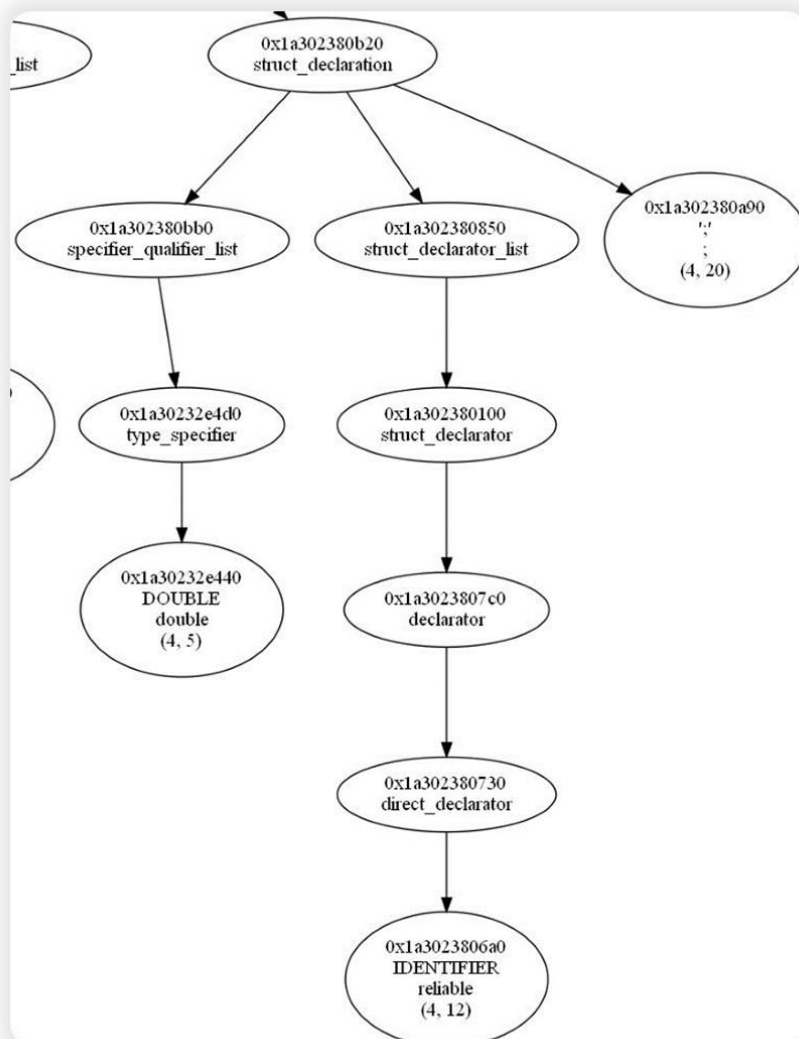 _list
0x1a302380b20
struct_declaration
0x1a302380bb0
specifier_qualifier_list
0x1a302380850
struct_declarator_list
0x1a302380a90
';'
;
(4, 20)
0x1a30232e4d0
type_specifier
0x1a302380100
struct_declarator
0x1a30232e440
DOUBLE
double
(4, 5)
0x1a3023807c0
declarator
0x1a302380730
direct_declarator
0x1a3023806a0
IDENTIFIER
reliable
(4, 12)